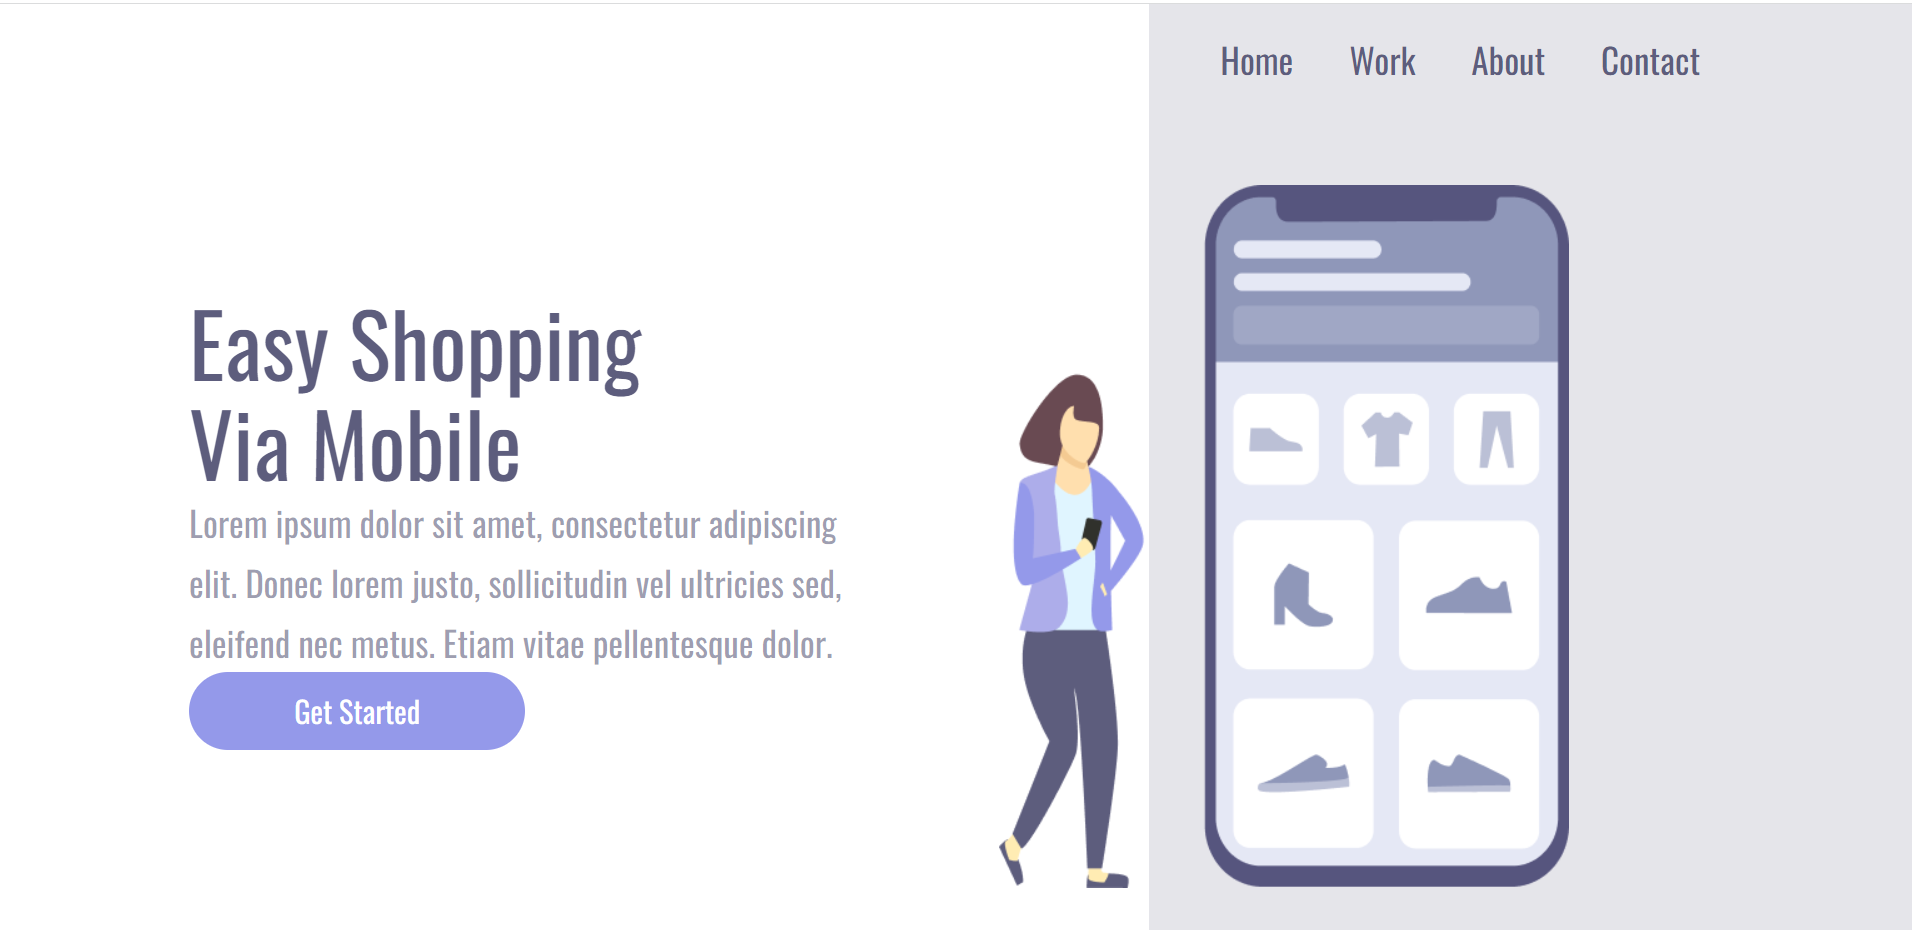 Home Work About Contact
Easy Shopping
Via Mobile
Lorem ipsum dolor sit amet, consectetur adipiscing
elit. Donec lorem justo, sollicitudin vel ultricies sed,
eleifend nec metus. Etiam vitae pellentesque dolor.
Get Started